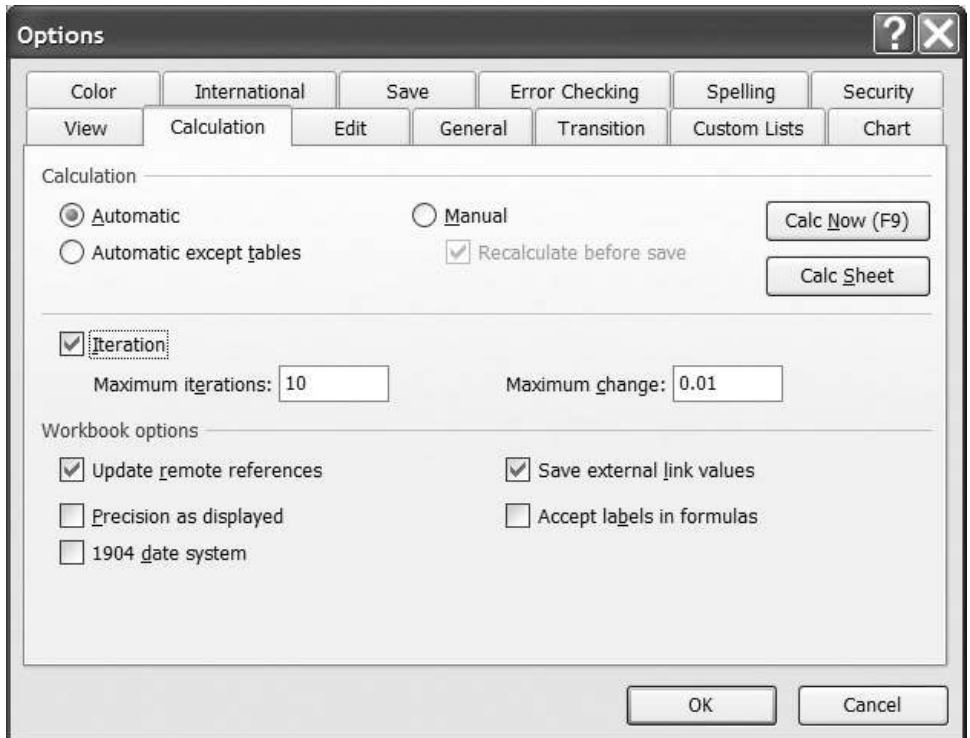 Options
Color International Save Error Checking Spelling Security
View Calculation Edit General Transition Custom Lists Chart
Calculation
Automatic Manual Calc Now (F9)
Automatic except tables Recalculate before save
Calc Sheet
Iteration
Maximum iterations: 10 Maximum change: 0.01
Workbook options
Update remote references Save external link values
Precision as displayed Accept labels in formulas
1904 date system
OK Cancel